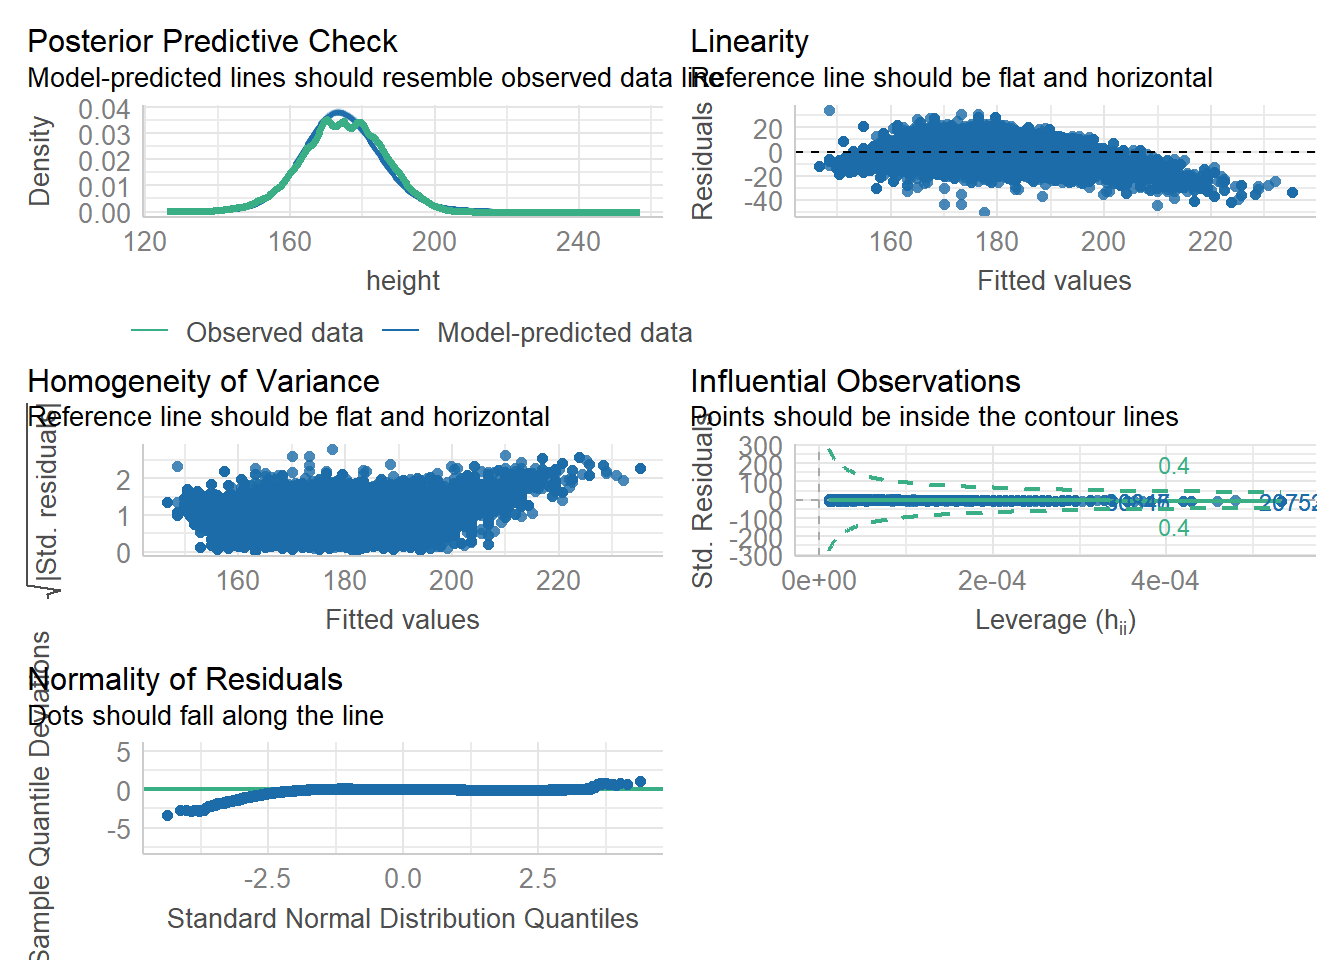 Posterior Predictive Check
Model-predicted lines should resemble observed data line
Density
0.04
0.03
0.02
0.01
0.00
120 160 200 240
height
Observed data Model-predicted data
Linearity
Reference line should be flat and horizontal
Residuals
20
0
-20
-40
160 180 200 220
Fitted values
Homogeneity of Variance
Reference line should be flat and horizontal
√|Std. residuals|
2
1
0
160 180 200 220
Fitted values
Influential Observations
Points should be inside the contour lines
Std. Residuals
300
200
100
0
-100
-200
-300
0.4
20752
0.4
0e+00 2e-04 4e-04
Leverage (hii)
Normality of Residuals
Dots should fall along the line
Sample Quantile Deviations
5
0
-5
-2.5 0.0 2.5
Standard Normal Distribution Quantiles